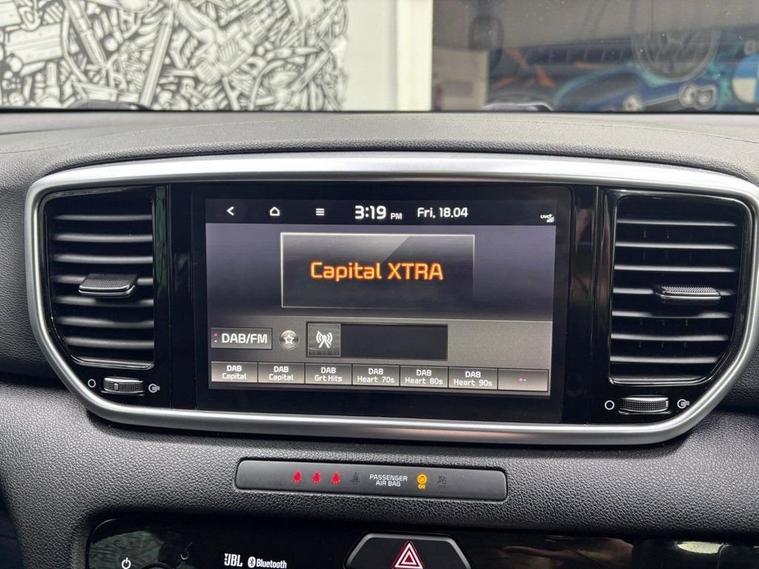 3:19 PM Fri, 18.04
Capital XTRA
DAB/FM
DAB
Capital
DAB
Capital
DAB
Grt Hits
DAB
Heart 70s
DAB
Heart 80s
DAB
Heart 90s
PASSENGER
AIR BAG
JBL Bluetooth